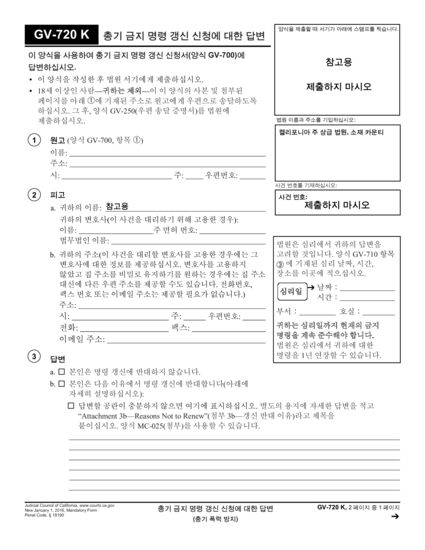 GV-720 K 총기 금지 명령 갱신 신청에 대한 답변
양식을 제출할 때 서기가 아래에 스탬프를 찍습니다.
이 양식을 사용하여 총기 금지 명령 갱신 신청서(양식 GV-700)에
답변하십시오.
• 이 양식을 작성한 후 법원 서기에게 제출하십시오.
• 18세 이상인 사람—귀하는 제외—이 이 양식의 사본 및 첨부된
페이지를 아래 ①에 기재된 주소로 원고에게 우편으로 송달하도록
하십시오. 그 후, 양식 GV-250(우편 송달 증명서)를 법원에
제출하십시오.
참고용
제출하지 마시오
법원 이름과 주소를 기입하십시오:
캘리포니아 주 상급 법원, 소재 카운티
사건 번호를 기재하십시오:
사건 번호:
제출하지 마시오
1 원고 (양식 GV-700, 항목 ①)
이름:
주소:
시: 주: 우편번호:
2 피고
a. 귀하의 이름: 참고용
귀하의 변호사(이 사건을 대리하기 위해 고용한 경우):
이름: 주 면허 번호:
법무법인 이름:
b. 귀하의 주소(이 사건을 대리할 변호사를 고용한 경우에는 그
변호사에 대한 정보를 제공하십시오. 변호사를 고용하지
않았고 집 주소를 비밀로 유지하기를 원하는 경우에는 집 주소
대신에 다른 우편 주소를 제공할 수도 있습니다. 전화번호,
팩스 번호 또는 이메일 주소는 제공할 필요가 없습니다.)
주소:
시: 주: 우편번호:
전화: 팩스:
이메일 주소:
법원은 심리에서 귀하의 답변을
고려할 것입니다. 양식 GV-710 항목
③ 에 기재된 심리 날짜, 시간,
장소를 이곳에 적으십시오.
심리일 날짜:
시간:
부서: 호실:
귀하는 심리일까지 현재의 금지
명령을 계속 준수해야 합니다.
법원은 심리에서 귀하에 대한
명령을 1년 연장할 수 있습니다.
3 답변
a. 본인은 명령 갱신에 반대하지 않습니다.
b. 본인은 다음 이유에서 명령 갱신에 반대합니다(아래에
자세히 설명하십시오):
답변할 공란이 충분하지 않으면 여기에 표시하십시오. 별도의 용지에 자세한 답변을 적고
“Attachment 3b—Reasons Not to Renew”(첨부 3b—갱신 반대 이유)라고 제목을
붙이십시오. 양식 MC-025(첨부)를 사용할 수 있습니다.
Judicial Council of California, www.courts.ca.gov
New January 1, 2016, Mandatory Form
Penal Code, § 18190
총기 금지 명령 갱신 신청에 대한 답변
(총기 폭력 방지)
GV-720 K, 2 페이지 중 1 페이지